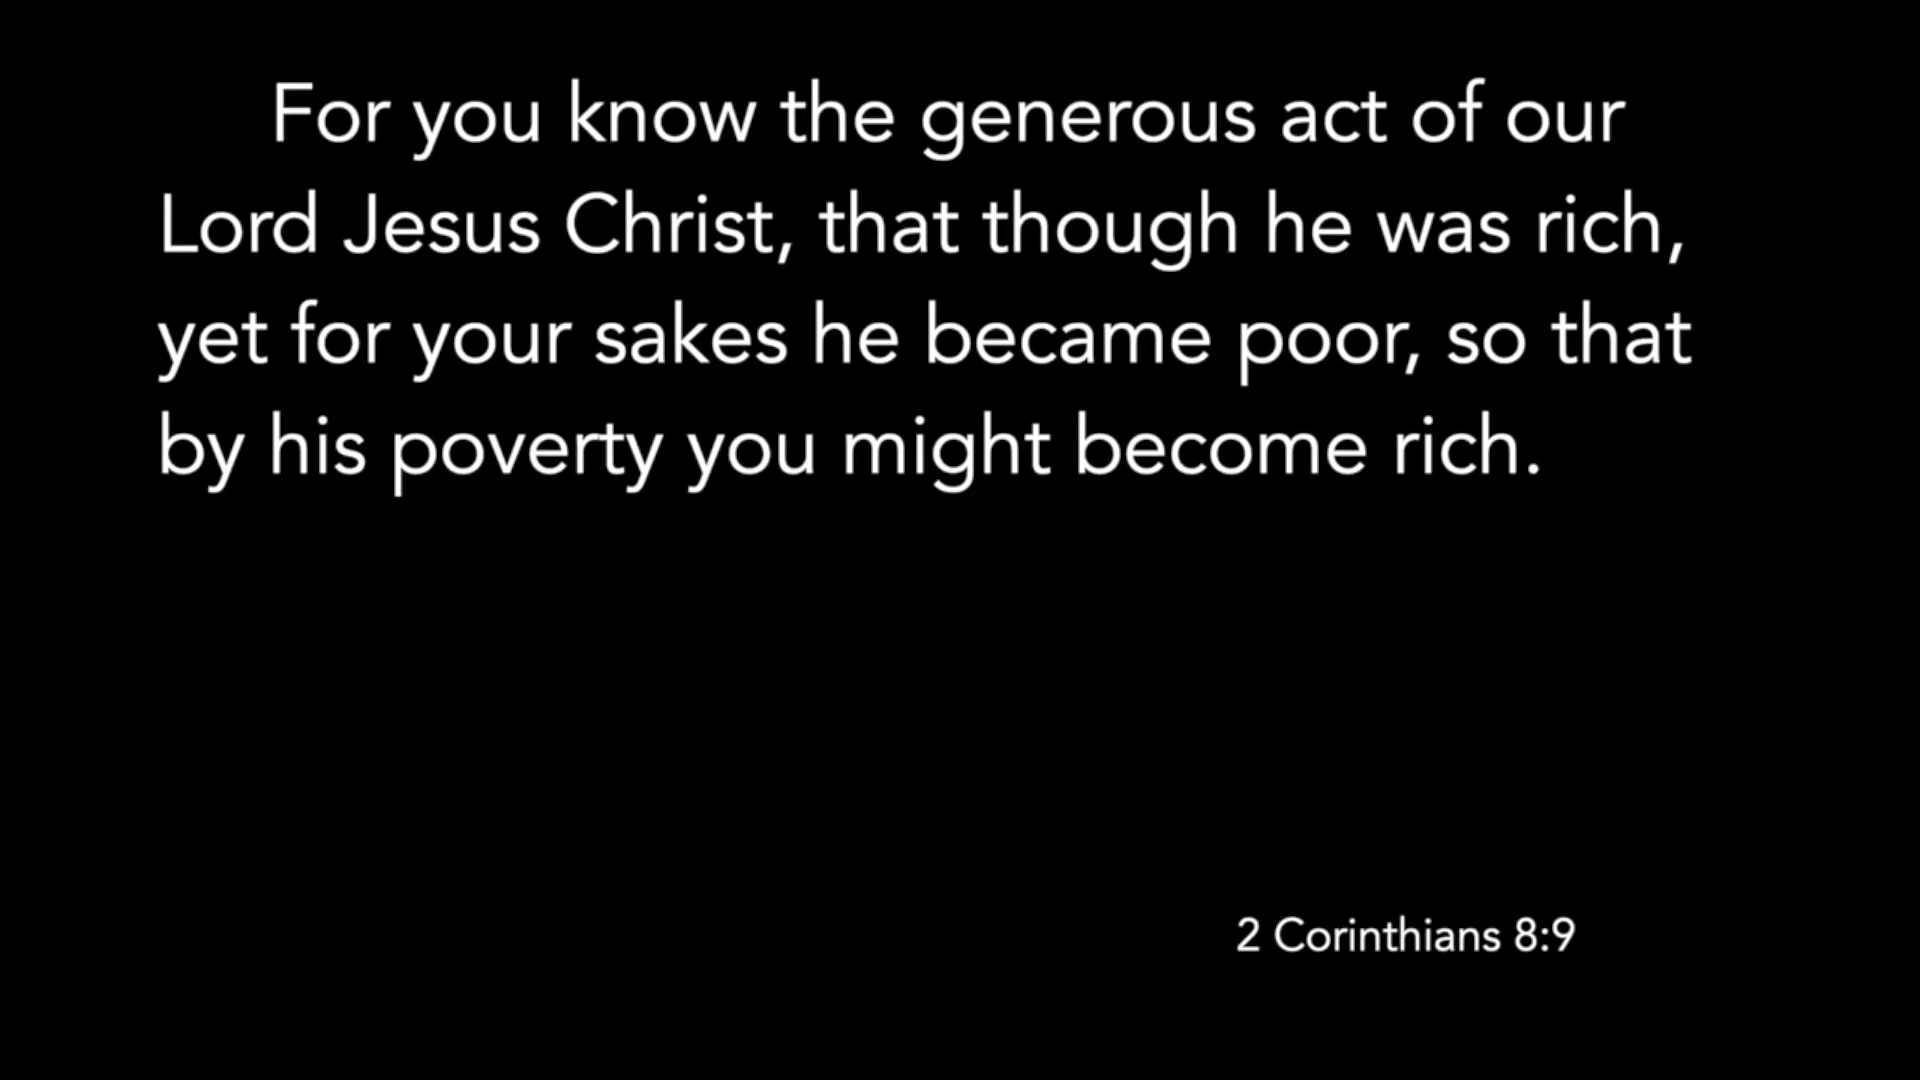 For you know the generous act of our
Lord Jesus Christ, that though he was rich,
yet for your sakes he became poor, so that
by his poverty you might become rich.
2 Corinthians 8:9